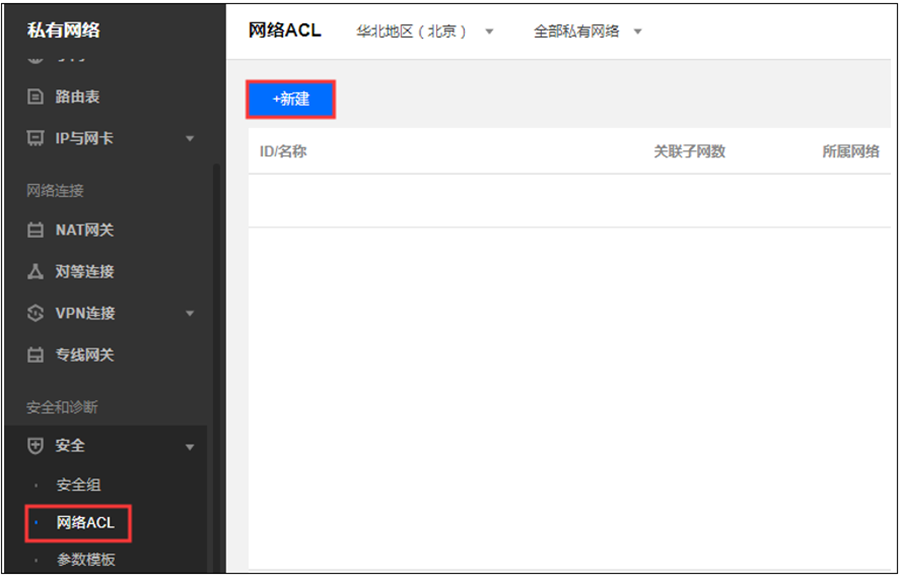 私有网络
路由表
IP与网卡
网络连接
NAT网关
对等连接
VPN连接
专线网关
安全和诊断
安全
安全组
网络ACL
参数模板
网络ACL 华北地区（北京） 全部私有网络
+新建
ID/名称 关联子网数 所属网络